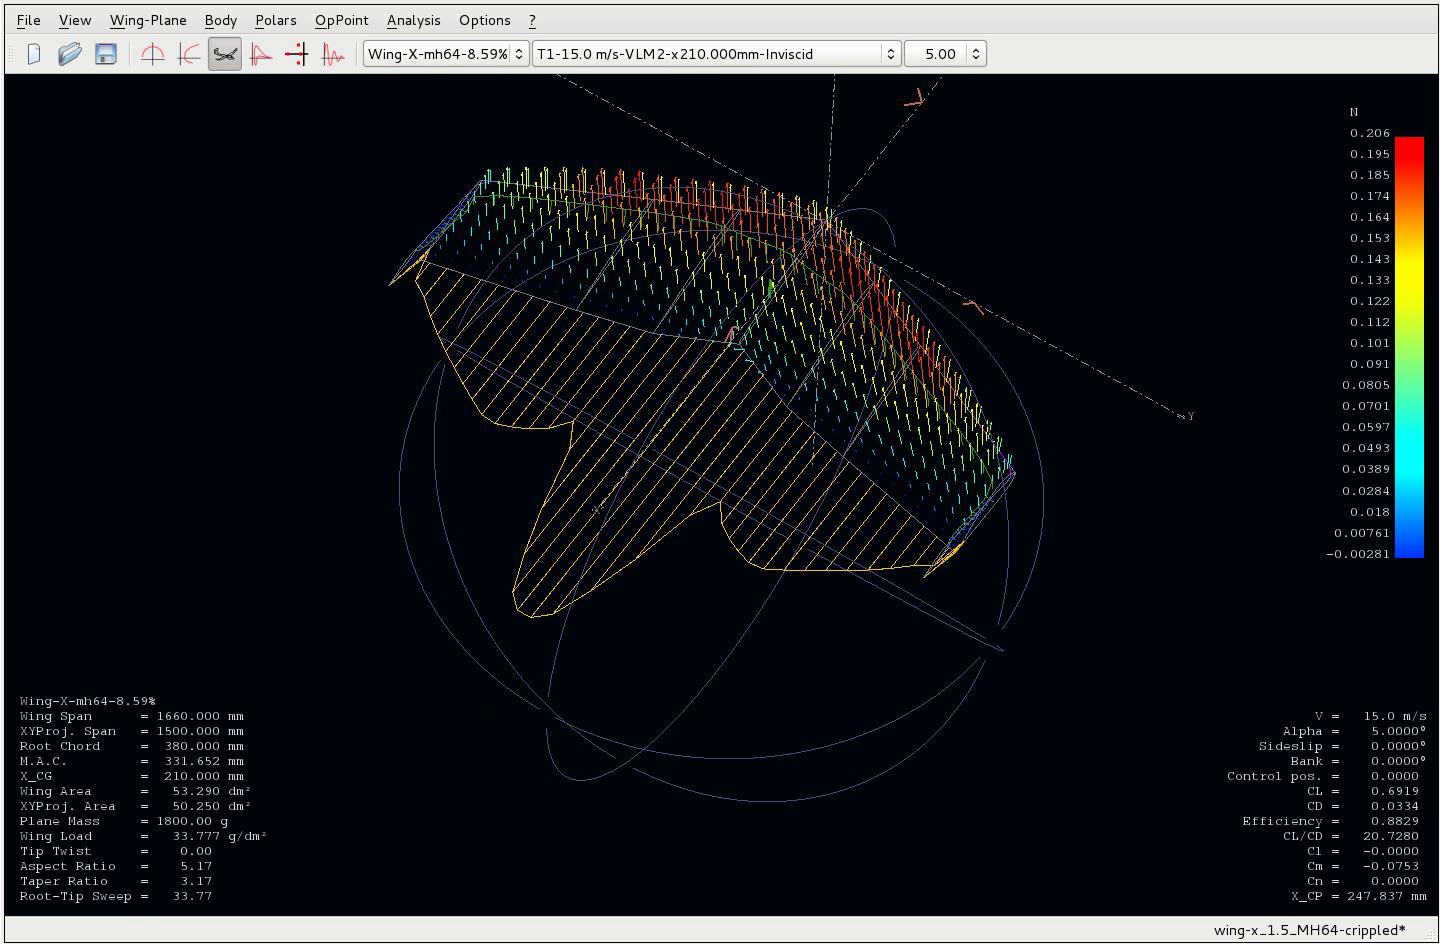 File View Wing-Plane Body Polars OpPoint Analysis Options ?
Wing-X-mh64-8.59% T1-15.0 m/s-VLM2-x210.000mm-Inviscid 5.00
N
0.206
0.195
0.185
0.174
0.164
0.153
0.143
0.133
0.122
0.112
0.101
0.091
0.0805
0.0701
0.0597
0.0493
0.0389
0.0284
0.018
0.00761
-0.00281
Y
X
Wing-X-mh64-8.59%
Wing Span = 1660.000 mm
XYProj. Span = 1500.000 mm
Root Chord = 380.000 mm
M.A.C. = 331.652 mm
X_CG = 210.000 mm
Wing Area = 53.290 dm²
XYProj. Area = 50.250 dm²
Plane Mass = 1800.00 g
Wing Load = 33.777 g/dm²
Tip Twist = 0.00
Aspect Ratio = 5.17
Taper Ratio = 3.17
Root-Tip Sweep = 33.77
V = 15.0 m/s
Alpha = 5.0000°
Sideslip = 0.0000°
Bank = 0.0000°
Control pos. = 0.0000
CL = 0.6919
CD = 0.0334
Efficiency = 0.8829
CL/CD = 20.7280
Cl = -0.0000
Cm = -0.0753
Cn = 0.0000
X_CP = 247.837 mm
wing-x_1.5_MH64-crippled*